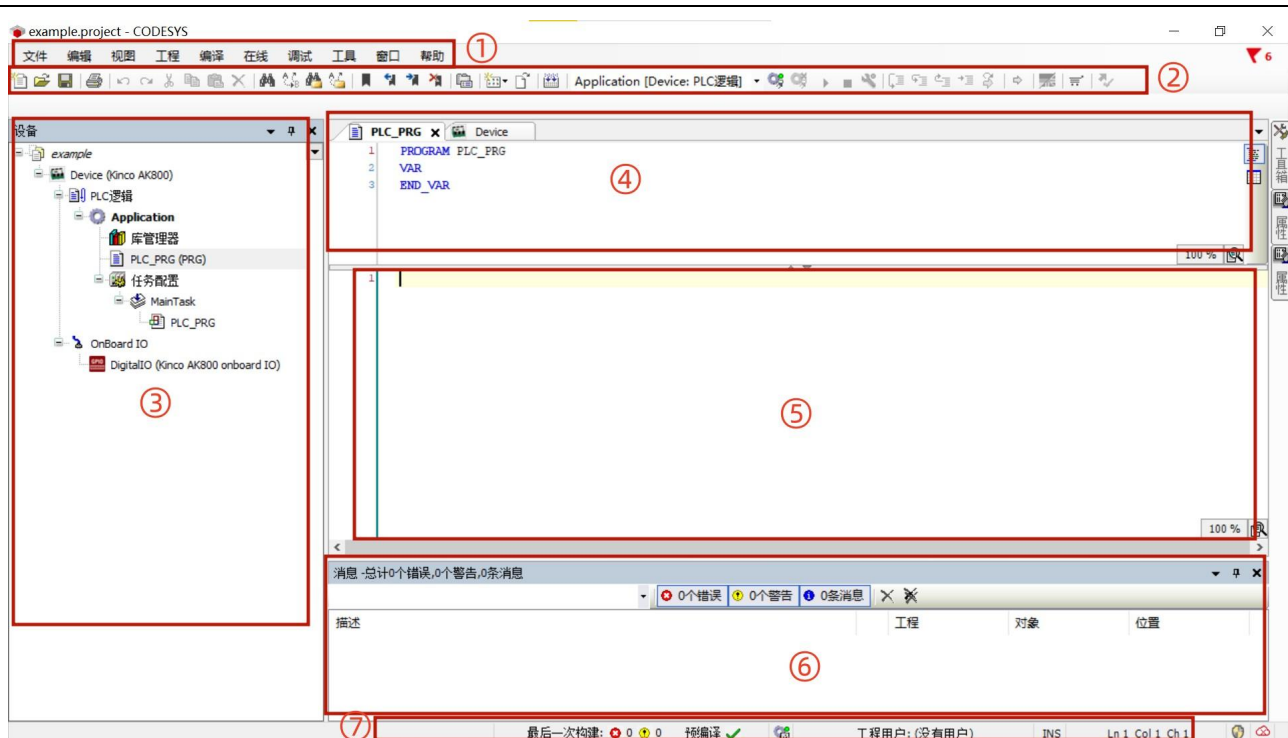 example.project - CODESYS
文件 编辑 视图 工程 编译 在线 调试 工具 窗口 帮助 ①
6
Application [Device: PLC逻辑] ②
设备
example
Device (Kinco AK800)
PLC逻辑
Application
库管理器
PLC_PRG (PRG)
任务配置
MainTask
PLC_PRG
OnBoard IO
DigitalIO (Kinco AK800 onboard IO)
③
PLC_PRG Device
1 PROGRAM PLC_PRG
2 VAR
3 END_VAR
④
100 %
1
⑤
100 %
工具箱
属性
属性
消息 -总计0个错误,0个警告,0条消息
0个错误 0个警告 0条消息
描述 工程 对象 位置
⑥
⑦
最后一次构建: 0 0 预编译 工程用户: (没有用户) INS Ln 1 Col 1 Ch 1